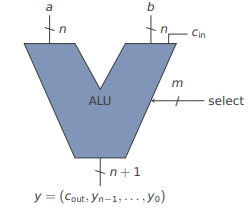 a b
n n c_in
m
ALU select
n + 1
y = (c_out, y_{n−1}, . . . , y_0)